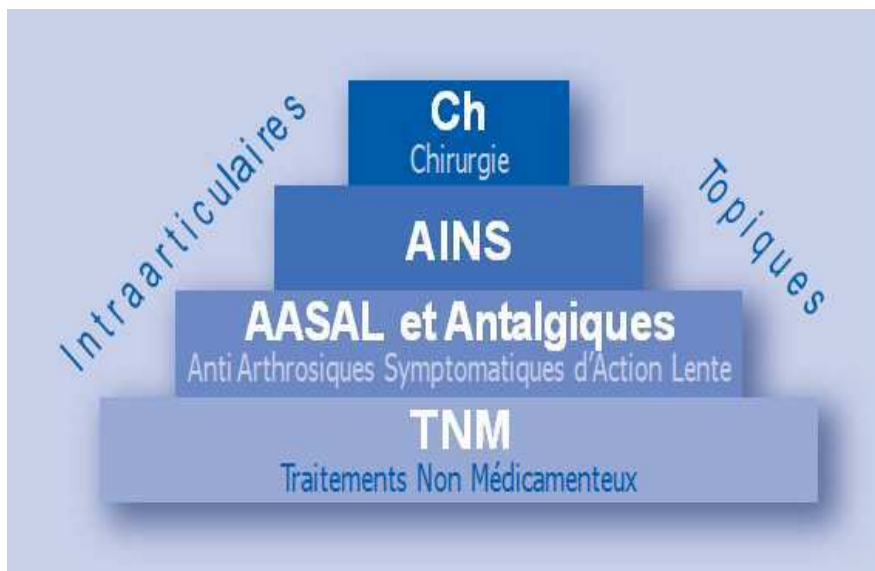 Intraarticulaires
Topiques
Ch
Chirurgie
AINS
AASAL et Antalgiques
Anti Arthrosiques Symptomatiques d'Action Lente
TNM
Traitements Non Médicamenteux